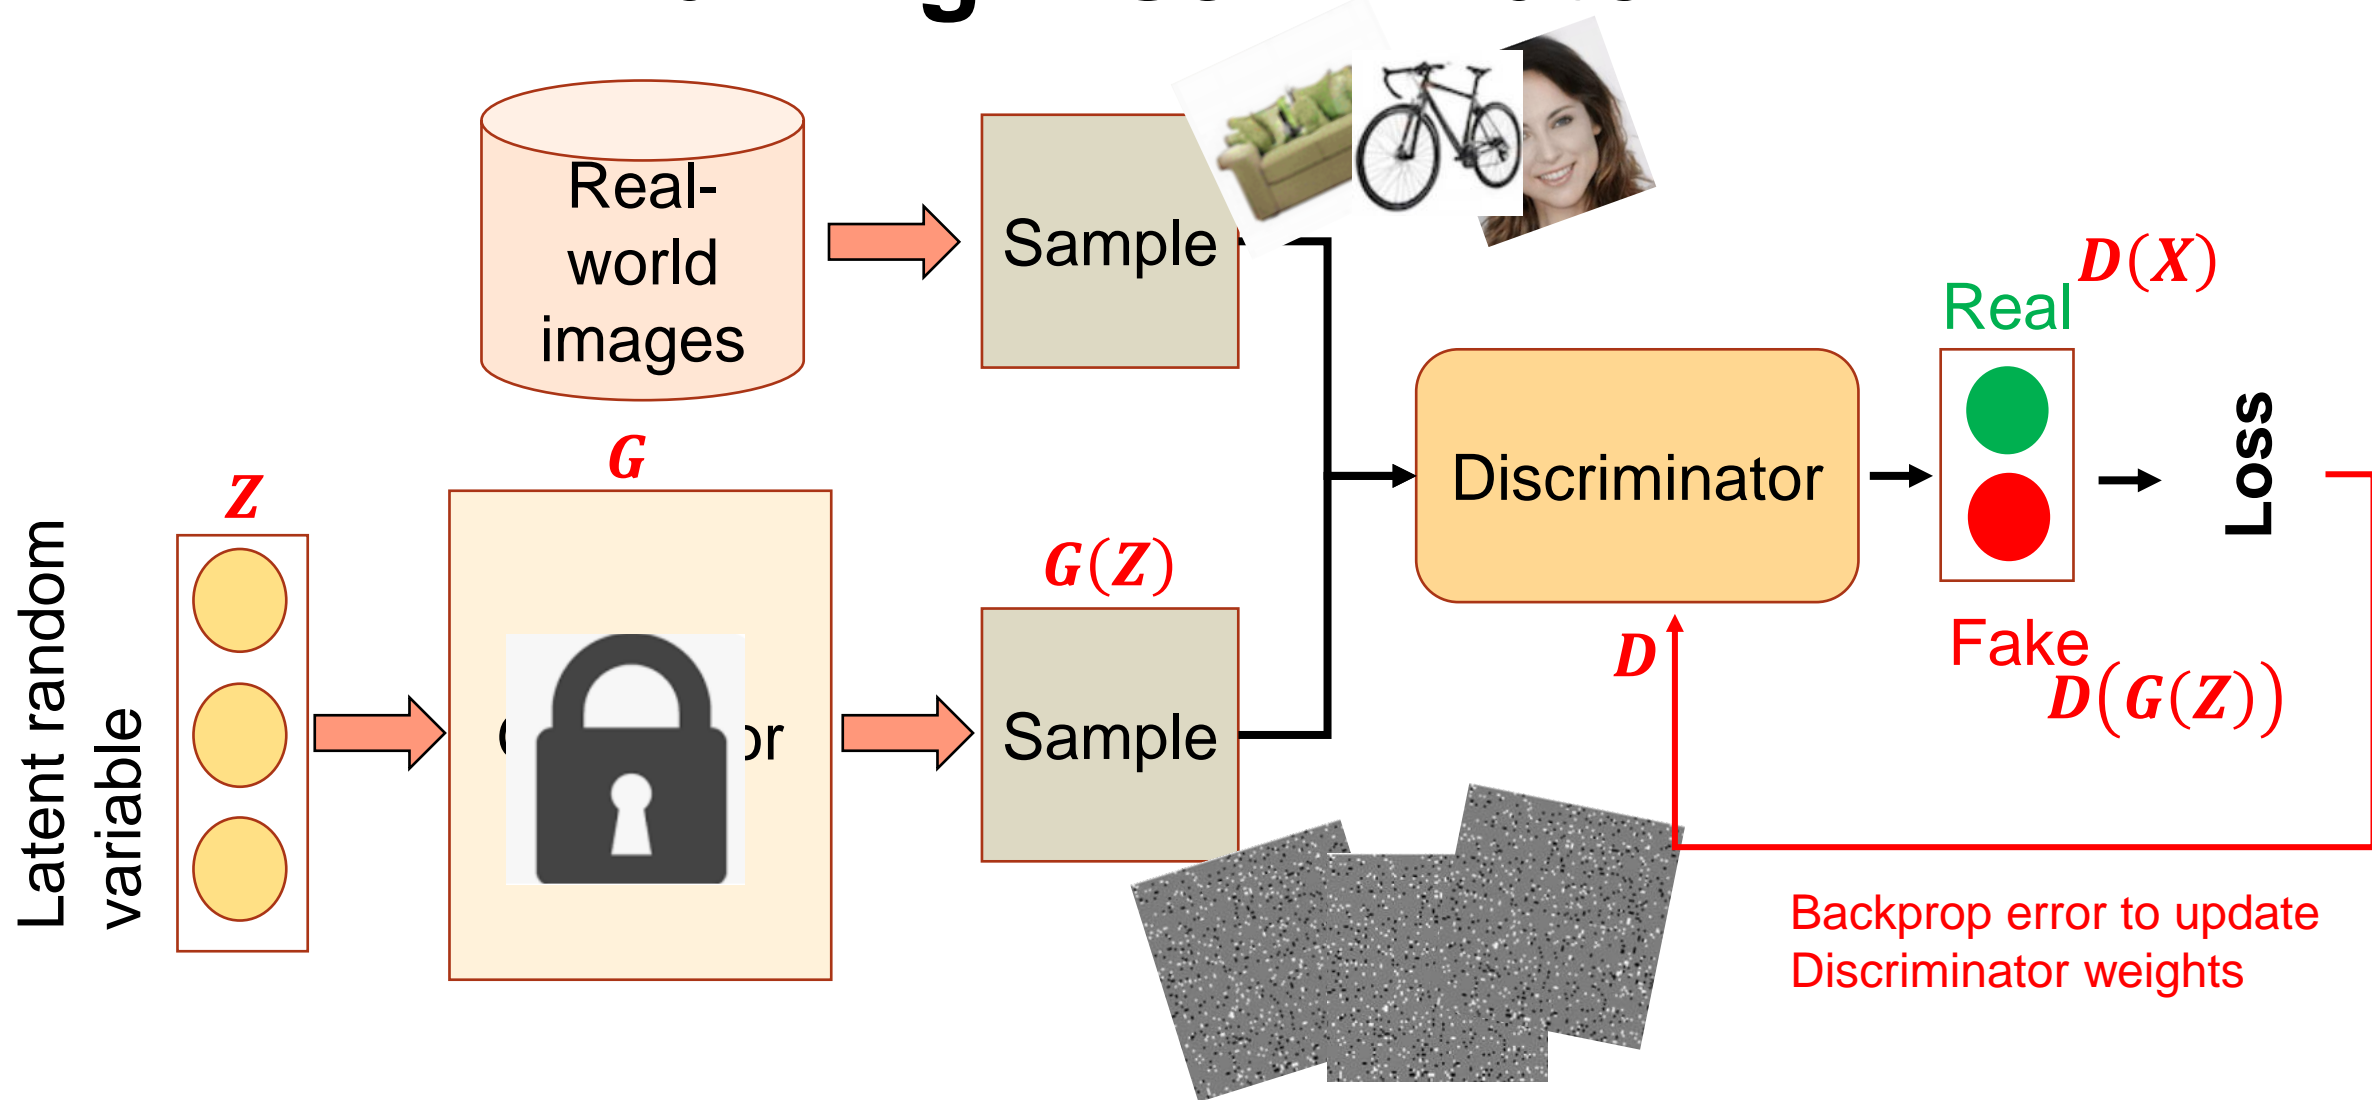 Real-
world
images
Sample
D(X)
Real
G
Z
Latent random
variable
G(Z)
Sample
Discriminator
D
Loss
Fake
D(G(Z))
Backprop error to update
Discriminator weights